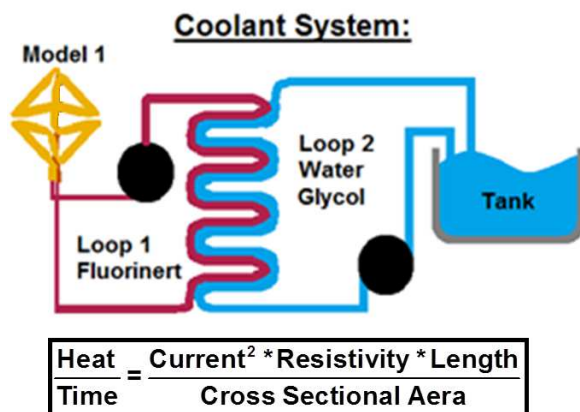 Coolant System:
Model 1
Loop 2
Water
Glycol
Tank
Loop 1
Fluorinert
Heat
Time
=
Current² * Resistivity * Length
Cross Sectional Aera